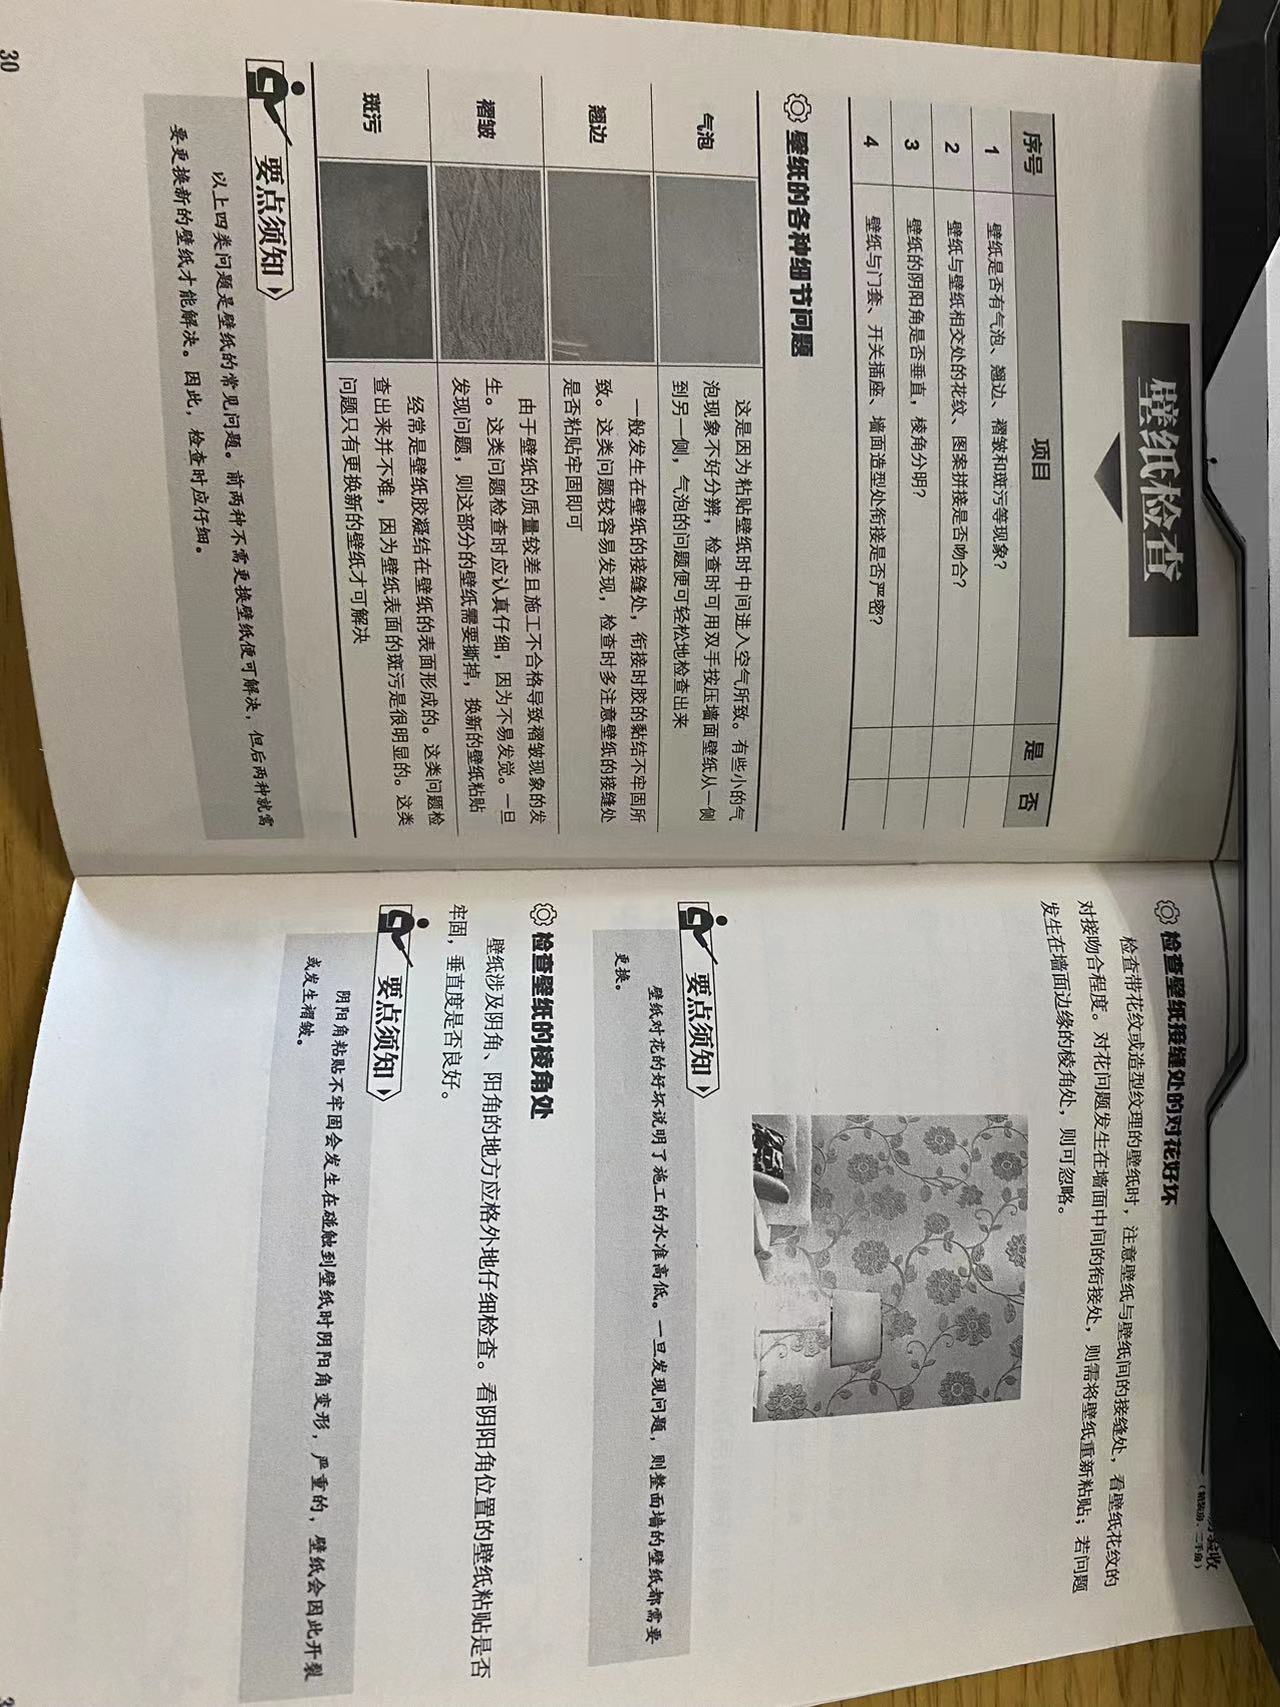 壁纸检查
序号 项目 是 否
1 壁纸是否有气泡、翘边、褶皱和斑污等现象?
2 壁纸与壁纸相交处的花纹、图案拼接是否吻合?
3 壁纸的阴阳角是否垂直，棱角分明?
4 壁纸与门套、开关插座、墙面造型处衔接是否严密?
壁纸的各种细节问题
气泡
这是因为粘贴壁纸时中间进入空气所致。有些小的气
泡现象不好分辨，检查时可用双手按压墙面壁纸从一侧
到另一侧，气泡的问题便可轻松地检查出来
翘边
一般发生在壁纸的接缝处，衔接时胶的黏结不牢固所
致。这类问题较容易发现，检查时多注意壁纸的接缝处
是否粘贴牢固即可
褶皱
由于壁纸的质量较差且施工不合格导致褶皱现象的发
生。这类问题检查时应认真仔细，因为不易发觉。一旦
发现问题，则这部分的壁纸需要撕掉，换新的壁纸粘贴
斑污
经常是壁纸胶凝结在壁纸的表面形成的。这类问题检
查出来并不难，因为壁纸表面的斑污是很明显的。这类
问题只有更换新的壁纸才可解决
要点须知
以上四类问题是壁纸的常见问题。前两种不需更换壁纸便可解决，但后两种就需
要更换新的壁纸才能解决。因此，检查时应仔细。
30
验收
（精装房、二手房）
检查壁纸接缝处的对花好坏
检查带花纹或造型纹理的壁纸时，注意壁纸与壁纸间的接缝处，看壁纸花纹的
对接吻合程度。对花问题发生在墙面中间的衔接处，则需将壁纸重新粘贴；若问题
发生在墙面边缘的棱角处，则可忽略。
要点须知
壁纸对花的好坏说明了施工的水准高低。一旦发现问题，则整面墙的壁纸都需要
更换。
检查壁纸的棱角处
壁纸涉及阴角、阳角的地方应格外地仔细检查。看阴阳角位置的壁纸粘贴是否
牢固，垂直度是否良好。
要点须知
阴阳角粘贴不牢固会发生在碰触到壁纸时阴阳角变形，严重的，壁纸会因此开裂
或发生褶皱。